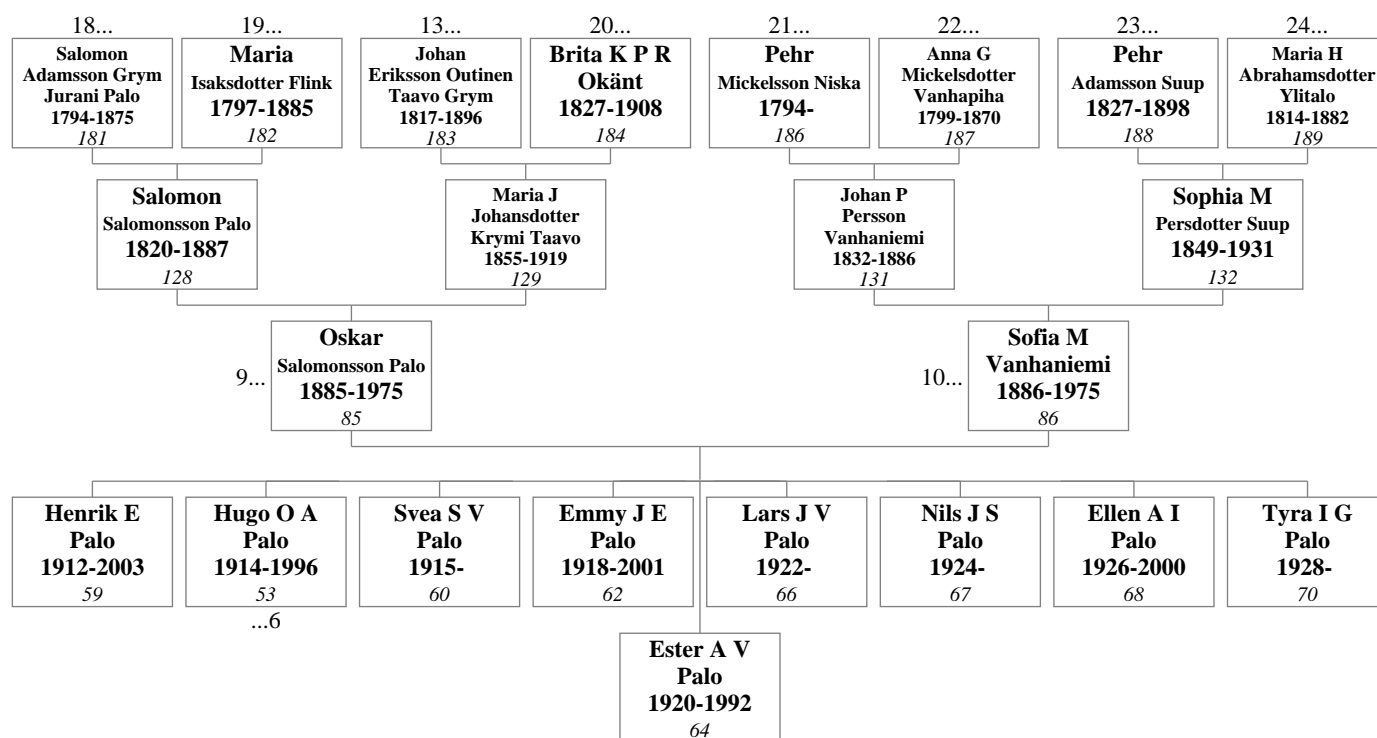 18...
19...
13...
20...
21...
22...
23...
24...
Salomon
Adamsson Grym
Jurani Palo
1794-1875
181
Maria
Isaksdotter Flink
1797-1885
182
Johan
Eriksson Outinen
Taavo Grym
1817-1896
183
Brita K P R
Okänt
1827-1908
184
Pehr
Mickelsson Niska
1794-
186
Anna G
Mickelsdotter
Vanhapiha
1799-1870
187
Pehr
Adamsson Suup
1827-1898
188
Maria H
Abrahamsdotter
Ylitalo
1814-1882
189
Salomon
Salomonsson Palo
1820-1887
128
Maria J
Johansdotter
Krymi Taavo
1855-1919
129
Johan P
Persson
Vanhaniemi
1832-1886
131
Sophia M
Persdotter Suup
1849-1931
132
9...
Oskar
Salomonsson Palo
1885-1975
85
10...
Sofia M
Vanhaniemi
1886-1975
86
Henrik E
Palo
1912-2003
59
Hugo O A
Palo
1914-1996
53
...6
Svea S V
Palo
1915-
60
Emmy J E
Palo
1918-2001
62
Lars J V
Palo
1922-
66
Nils J S
Palo
1924-
67
Ellen A I
Palo
1926-2000
68
Tyra I G
Palo
1928-
70
Ester A V
Palo
1920-1992
64